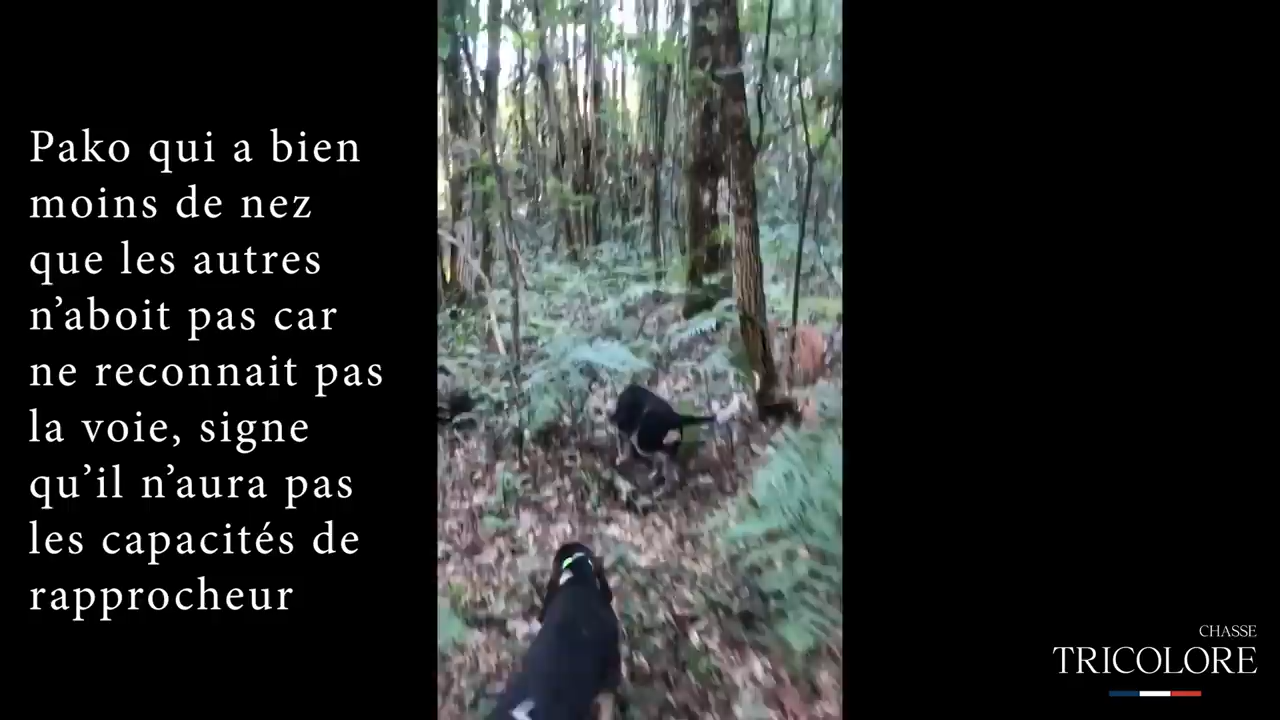 Pako qui a bien
moins de nez
que les autres
n’aboit pas car
ne reconnait pas
la voie, signe
qu’il n’aura pas
les capacités de
rapprocheur
CHASSE
TRICOLORE